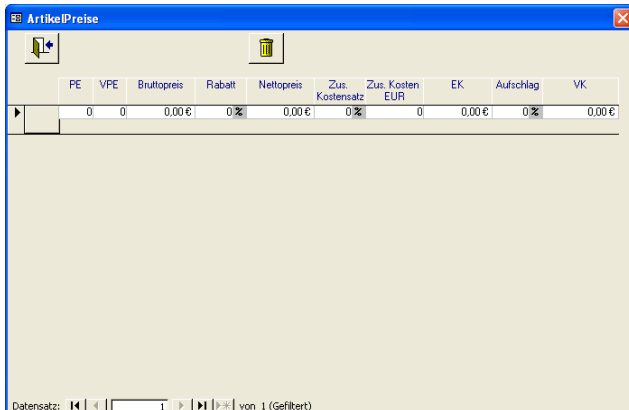 ArtikelPreise
PE VPE Bruttopreis Rabatt Nettopreis Zus. Kostensatz Zus. Kosten EUR EK Aufschlag VK
0 0 0,00 € 0 % 0,00 € 0 % 0 0,00 € 0 % 0,00 €
Datensatz: 1 von 1 (Gefiltert)